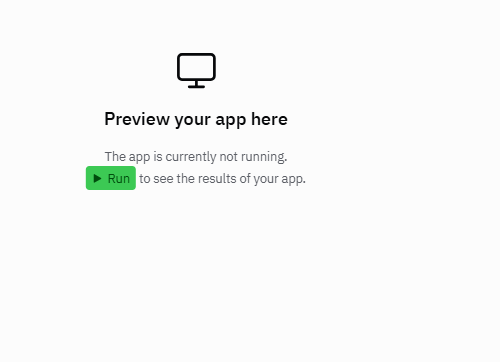 Preview your app here
The app is currently not running.
Run to see the results of your app.